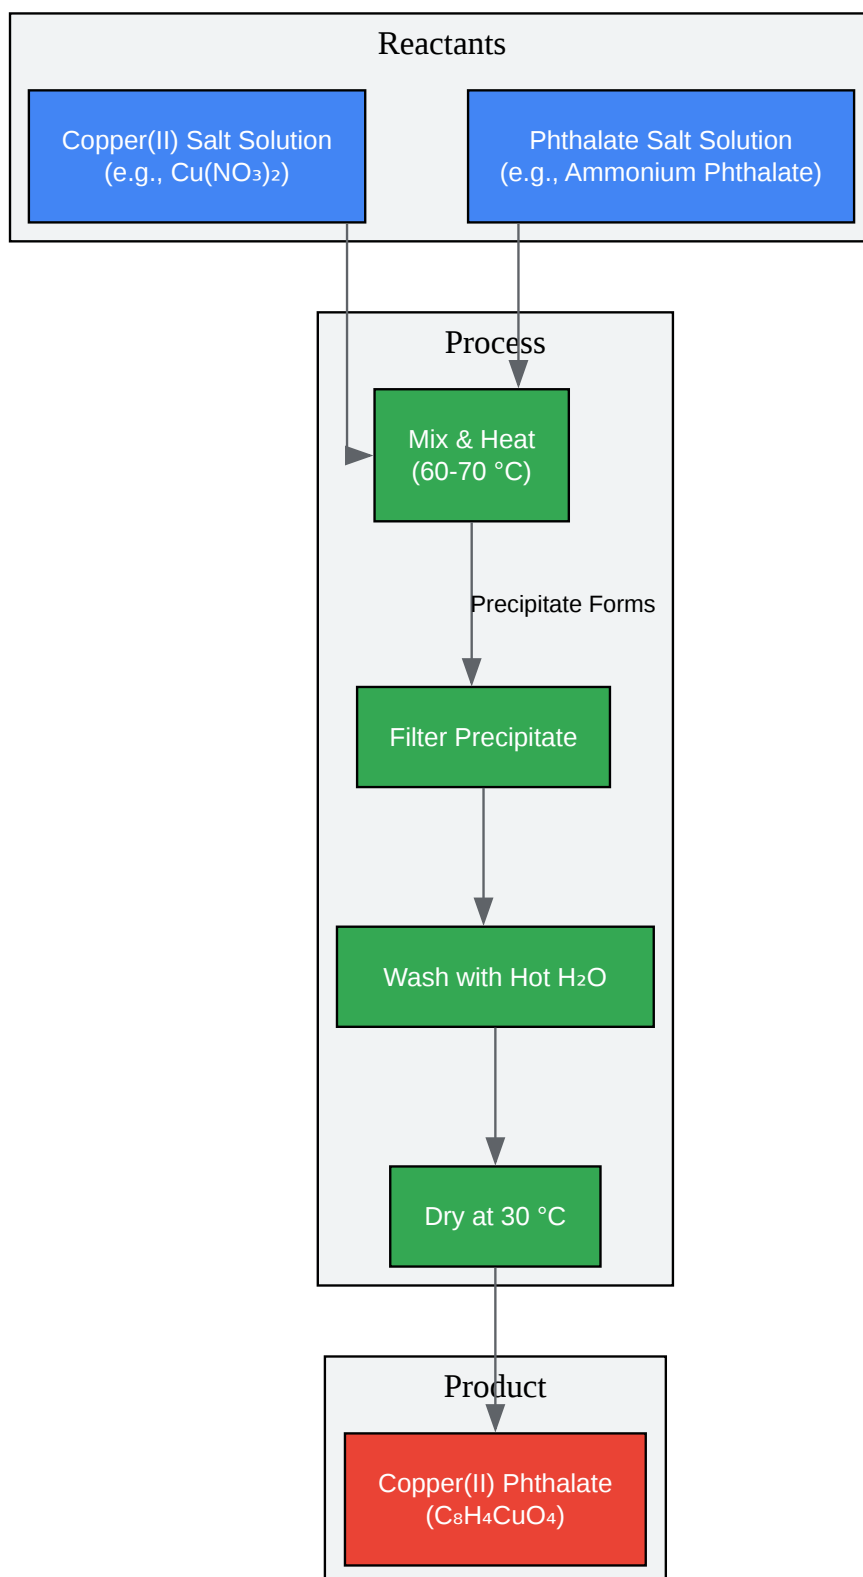 Reactants
Copper(II) Salt Solution
(e.g., Cu(NO₃)₂)
Phthalate Salt Solution
(e.g., Ammonium Phthalate)
Process
Mix & Heat
(60-70 °C)
Precipitate Forms
Filter Precipitate
Wash with Hot H₂O
Dry at 30 °C
Product
Copper(II) Phthalate
(C₈H₄CuO₄)